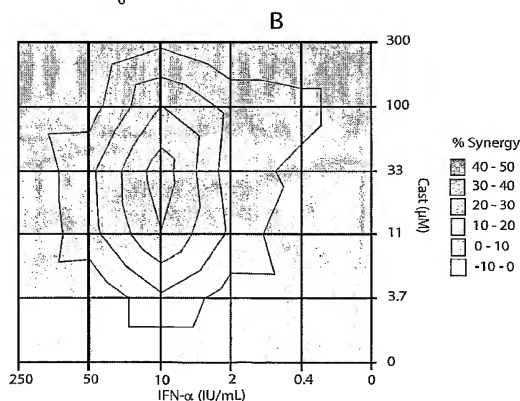 6
B
300
100
33
11
3.7
0
Cast (µM)
250 50 10 2 0.4 0
IFN-α (IU/mL)
% Synergy
40 - 50
30 - 40
20 - 30
10 - 20
0 - 10
-10 - 0